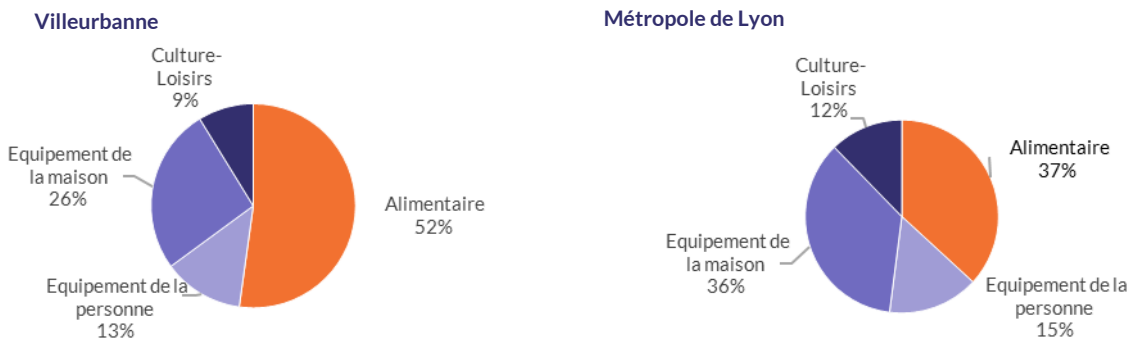 Villeurbanne
Culture-
Loisirs
9%
Equipement de
la maison
26%
Alimentaire
52%
Equipement de la
personne
13%
Métropole de Lyon
Culture-
Loisirs
12%
Alimentaire
37%
Equipement de
la maison
36%
Equipement de la
personne
15%